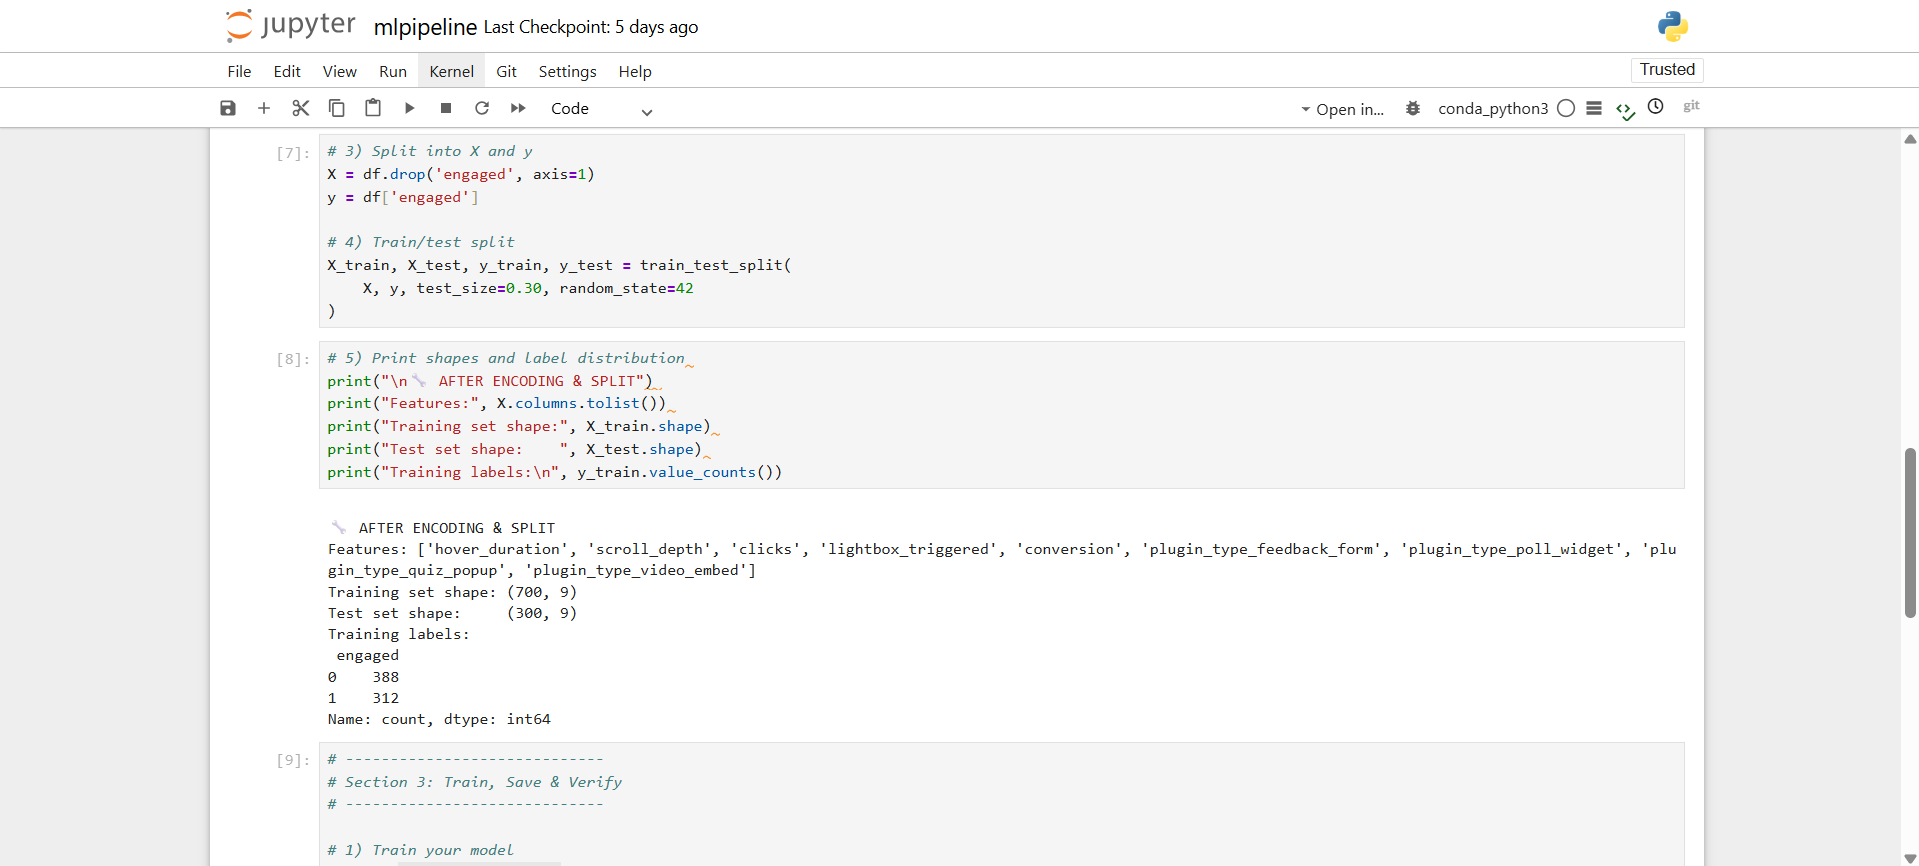 jupyter mlpipeline Last Checkpoint: 5 days ago
File Edit View Run Kernel Git Settings Help Trusted
Code Open in... conda_python3 git
[7]: # 3) Split into X and y
X = df.drop('engaged', axis=1)
y = df['engaged']
# 4) Train/test split
X_train, X_test, y_train, y_test = train_test_split(
    X, y, test_size=0.30, random_state=42
)
[8]: # 5) Print shapes and label distribution
print("\n🔧 AFTER ENCODING & SPLIT")
print("Features:", X.columns.tolist())
print("Training set shape:", X_train.shape)
print("Test set shape:    ", X_test.shape)
print("Training labels:\n", y_train.value_counts())
🔧 AFTER ENCODING & SPLIT
Features: ['hover_duration', 'scroll_depth', 'clicks', 'lightbox_triggered', 'conversion', 'plugin_type_feedback_form', 'plugin_type_poll_widget', 'plu
gin_type_quiz_popup', 'plugin_type_video_embed']
Training set shape: (700, 9)
Test set shape:     (300, 9)
Training labels:
 engaged
0    388
1    312
Name: count, dtype: int64
[9]: # -----------------------------
# Section 3: Train, Save & Verify
# -----------------------------
# 1) Train your model